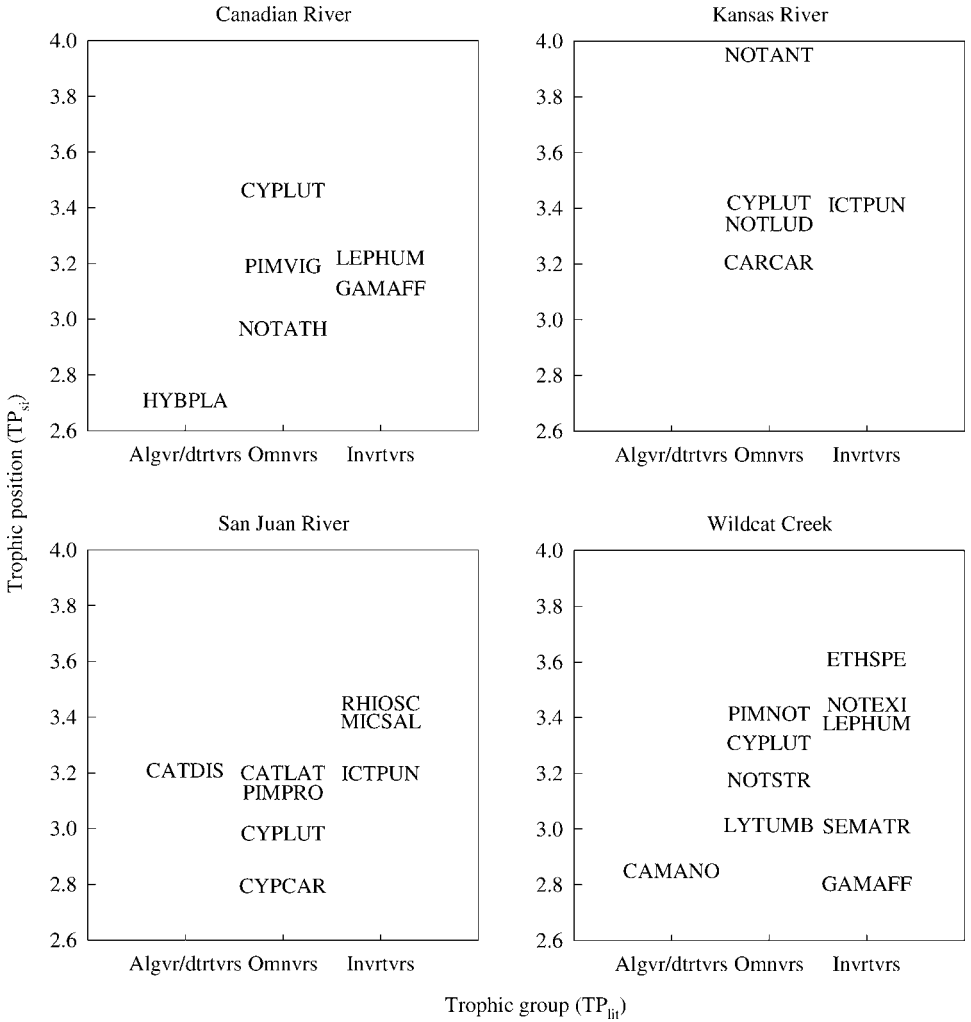 Canadian River
4.0
3.8
3.6
3.4
3.2
3.0
2.8
2.6
CYPLUT
PIMVIG
LEPHUM
GAMAFF
NOTATH
HYBPLA
Algvr/dtrtvrs Omnvrs Invrtvrs
Kansas River
4.0
3.8
3.6
3.4
3.2
3.0
2.8
2.6
NOTANT
CYPLUT ICTPUN
NOTLUD
CARCAR
Algvr/dtrtvrs Omnvrs Invrtvrs
Trophic position (TPsi)
San Juan River
4.0
3.8
3.6
3.4
3.2
3.0
2.8
2.6
RHIOSC
MICSAL
CATDIS CATLAT ICTPUN
PIMPRO
CYPLUT
CYPCAR
Algvr/dtrtvrs Omnvrs Invrtvrs
Wildcat Creek
4.0
3.8
3.6
3.4
3.2
3.0
2.8
2.6
ETHSPE
NOTEXI
PIMNOT LEPHUM
CYPLUT
NOTSTR
LYTUMB SEMATR
CAMANO
GAMAFF
Algvr/dtrtvrs Omnvrs Invrtvrs
Trophic group (TPlit)